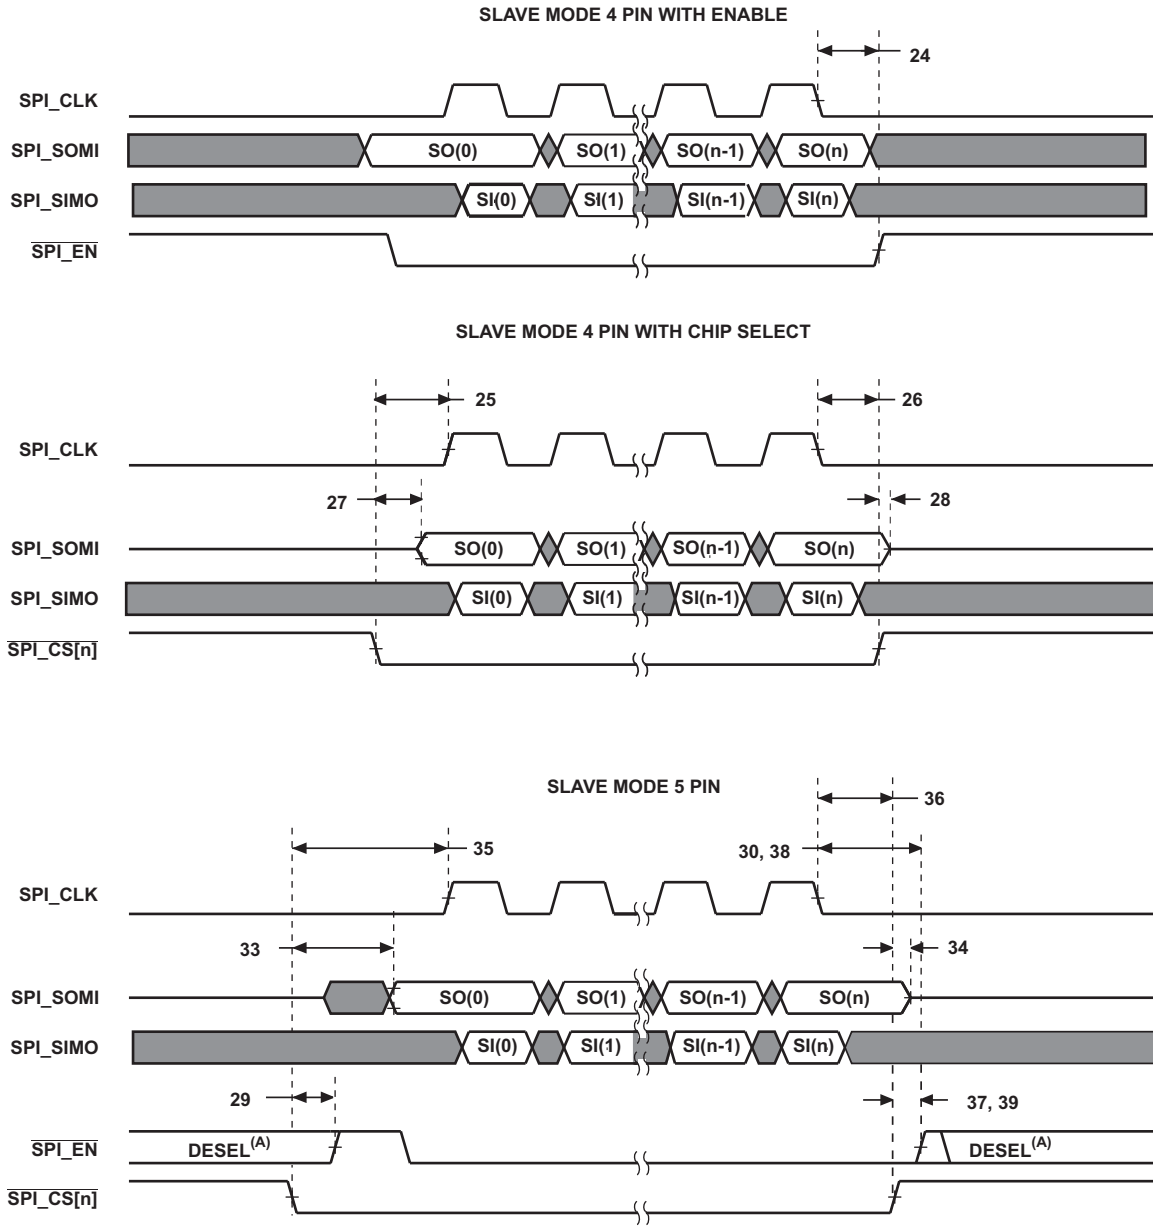 SLAVE MODE 4 PIN WITH ENABLE
24
SPI_CLK
SPI_SOMI SO(0) SO(1) SO(n-1) SO(n)
SPI_SIMO SI(0) SI(1) SI(n-1) SI(n)
SPI_EN
SLAVE MODE 4 PIN WITH CHIP SELECT
25 26
SPI_CLK
27 28
SPI_SOMI SO(0) SO(1) SO(n-1) SO(n)
SPI_SIMO SI(0) SI(1) SI(n-1) SI(n)
SPI_CS[n]
SLAVE MODE 5 PIN
36
35 30, 38
SPI_CLK
33 34
SPI_SOMI SO(0) SO(1) SO(n-1) SO(n)
SPI_SIMO SI(0) SI(1) SI(n-1) SI(n)
29 37, 39
SPI_EN DESEL(A) DESEL(A)
SPI_CS[n]